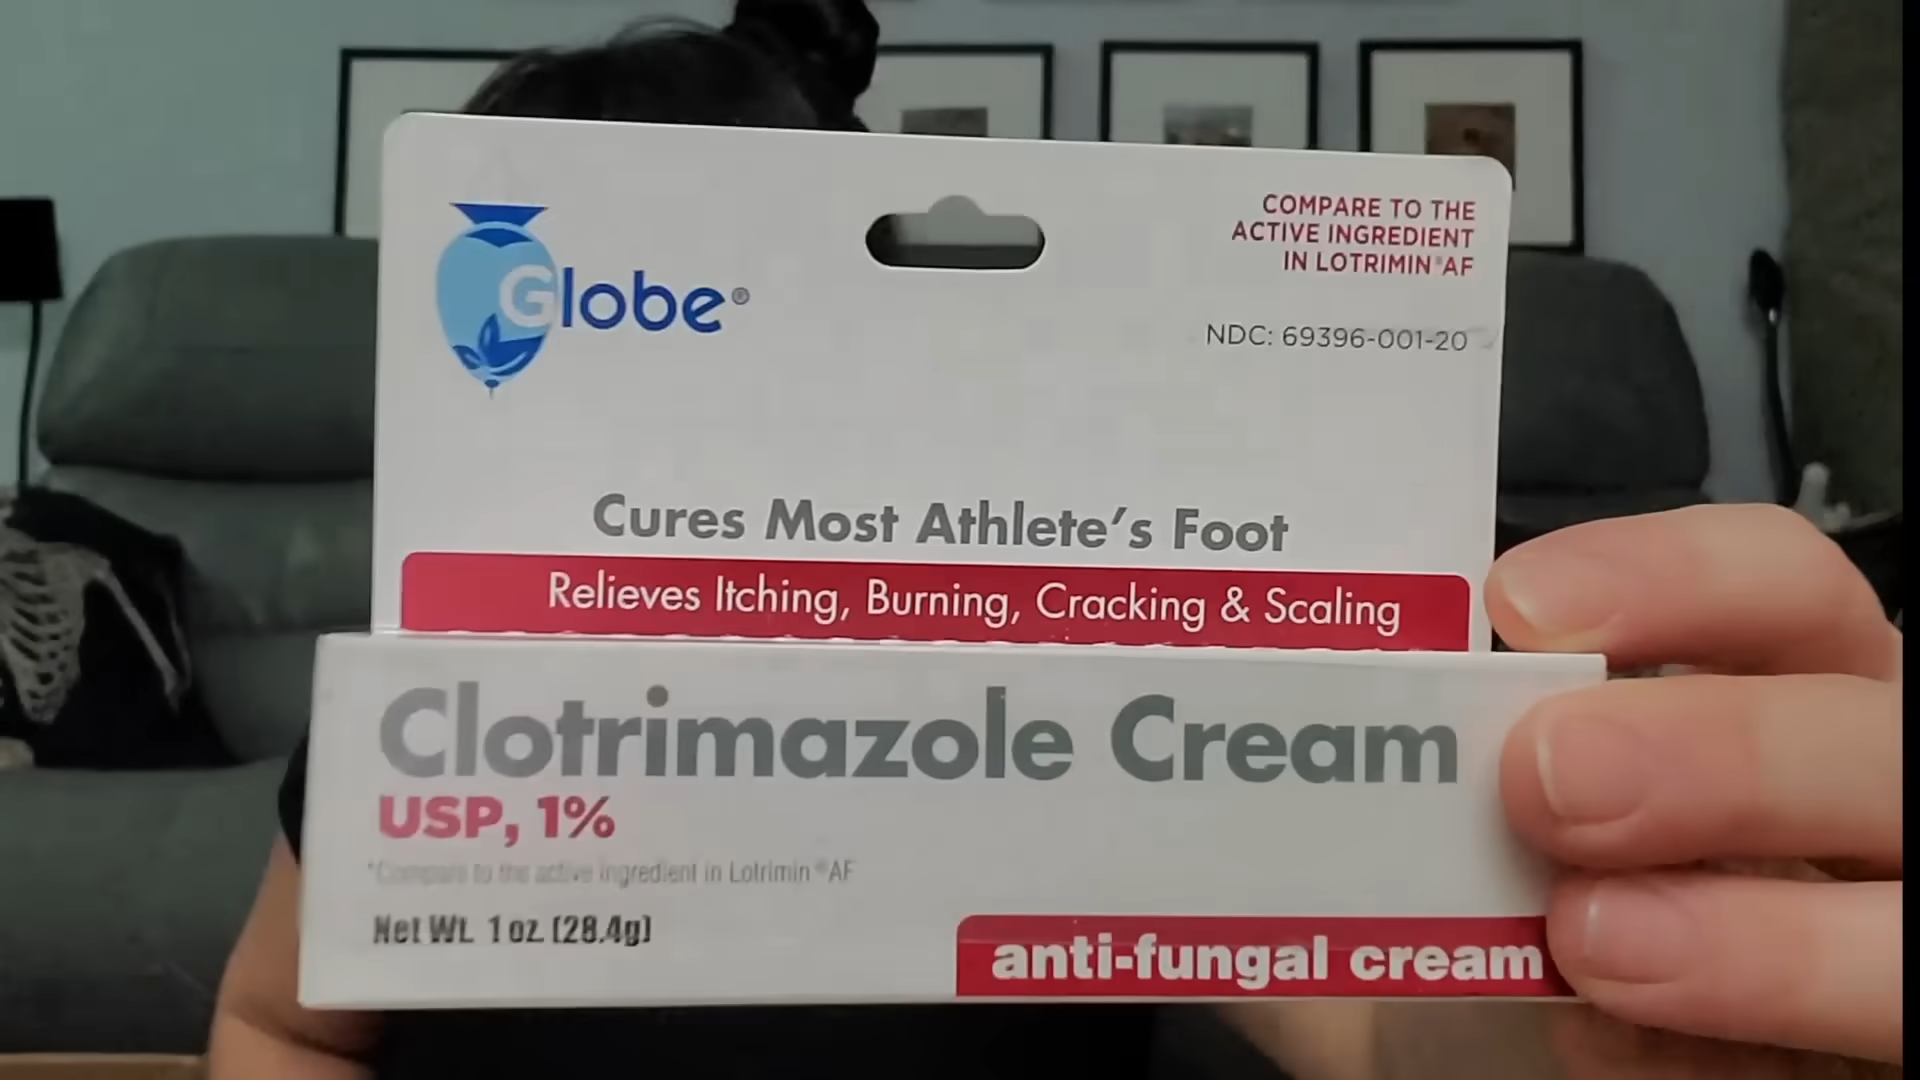 Globe®
COMPARE TO THE
ACTIVE INGREDIENT
IN LOTRIMIN®AF
NDC: 69396-001-20
Cures Most Athlete's Foot
Relieves Itching, Burning, Cracking & Scaling
Clotrimazole Cream
USP, 1%
*Compare to the active ingredient in Lotrimin®AF
Net Wt. 1 oz. (28.4g)
anti-fungal cream